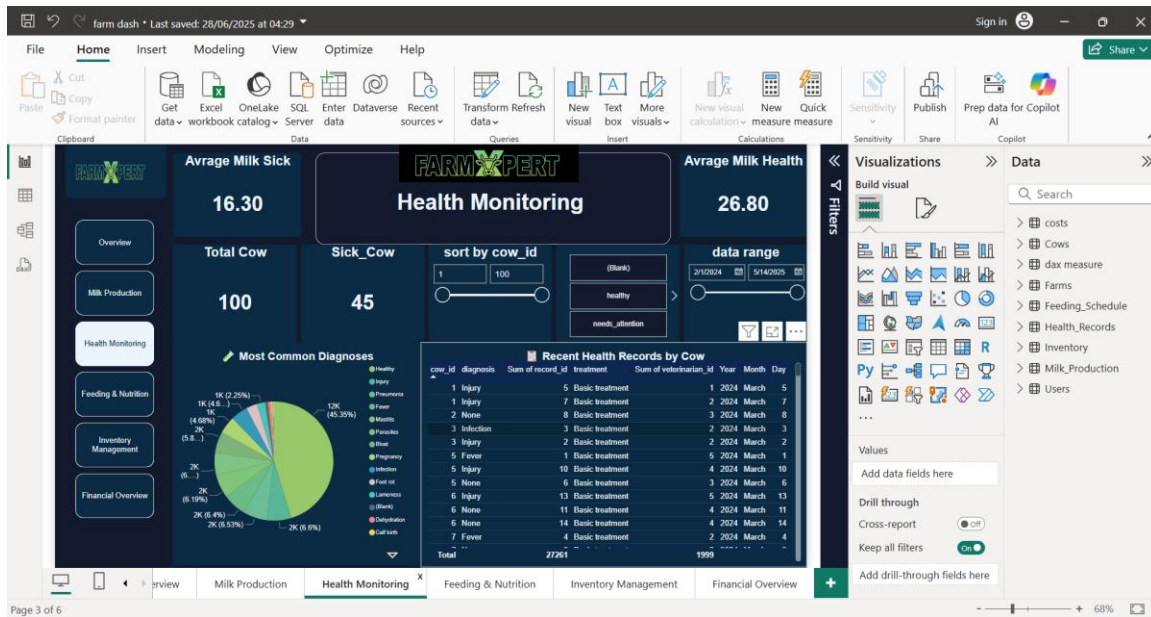 farm dash * Last saved: 28/06/2025 at 04:29
Sign in
File Home Insert Modeling View Optimize Help
Share
Paste
Cut
Copy
Format painter
Get data
Excel workbook
OneLake catalog
SQL Server
Enter data
Dataverse
Recent sources
Transform data
Refresh
New visual
Text box
More visuals
New visual calculation
New measure
Quick measure
Sensitivity
Publish
Prep data for AI
Copilot
Clipboard
Data
Queries
Insert
Calculations
Sensitivity
Share
Copilot
FARMXPERT
Overview
Milk Production
Health Monitoring
Feeding & Nutrition
Inventory Management
Financial Overview
Avrage Milk Sick
16.30
FARMXPERT
Health Monitoring
Avrage Milk Health
26.80
Total Cow
100
Sick_Cow
45
sort by cow_id
1 100
(Blank)
healthy
needs_attention
data range
2/1/2024 5/14/2025
Most Common Diagnoses
12K (45.35%)
2K (6.6%)
2K (6.53%)
2K (6.4%)
2K (6.19%)
2K (6....)
2K (5.8...)
1K (4.68%)
1K (4.6...)
1K (2.25%)
Healthy
Injury
Pneumonia
Fever
Mastitis
Parasites
Bloat
Pregnancy
Infection
Foot rot
Lameness
(Blank)
Dehydration
Calf birth
Recent Health Records by Cow
cow_id diagnosis Sum of record_id treatment Sum of veterinarian_id Year Month Day
1 Injury 5 Basic treatment 1 2024 March 5
1 Injury 7 Basic treatment 2 2024 March 7
2 None 8 Basic treatment 3 2024 March 8
3 Infection 3 Basic treatment 2 2024 March 3
3 Injury 2 Basic treatment 2 2024 March 2
5 Fever 1 Basic treatment 5 2024 March 1
5 Injury 10 Basic treatment 4 2024 March 10
5 None 6 Basic treatment 3 2024 March 6
6 Injury 13 Basic treatment 5 2024 March 13
6 None 11 Basic treatment 4 2024 March 11
6 None 14 Basic treatment 4 2024 March 14
7 Fever 4 Basic treatment 2 2024 March 4
Total 27261 1999
Filters
Visualizations
Build visual
R
Py
123
...
Values
Add data fields here
Drill through
Cross-report Off
Keep all filters On
Add drill-through fields here
Data
Search
costs
Cows
dax measure
Farms
Feeding_Schedule
Health_Records
Inventory
Milk_Production
Users
erview
Milk Production
Health Monitoring
Feeding & Nutrition
Inventory Management
Financial Overview
Page 3 of 6
68%